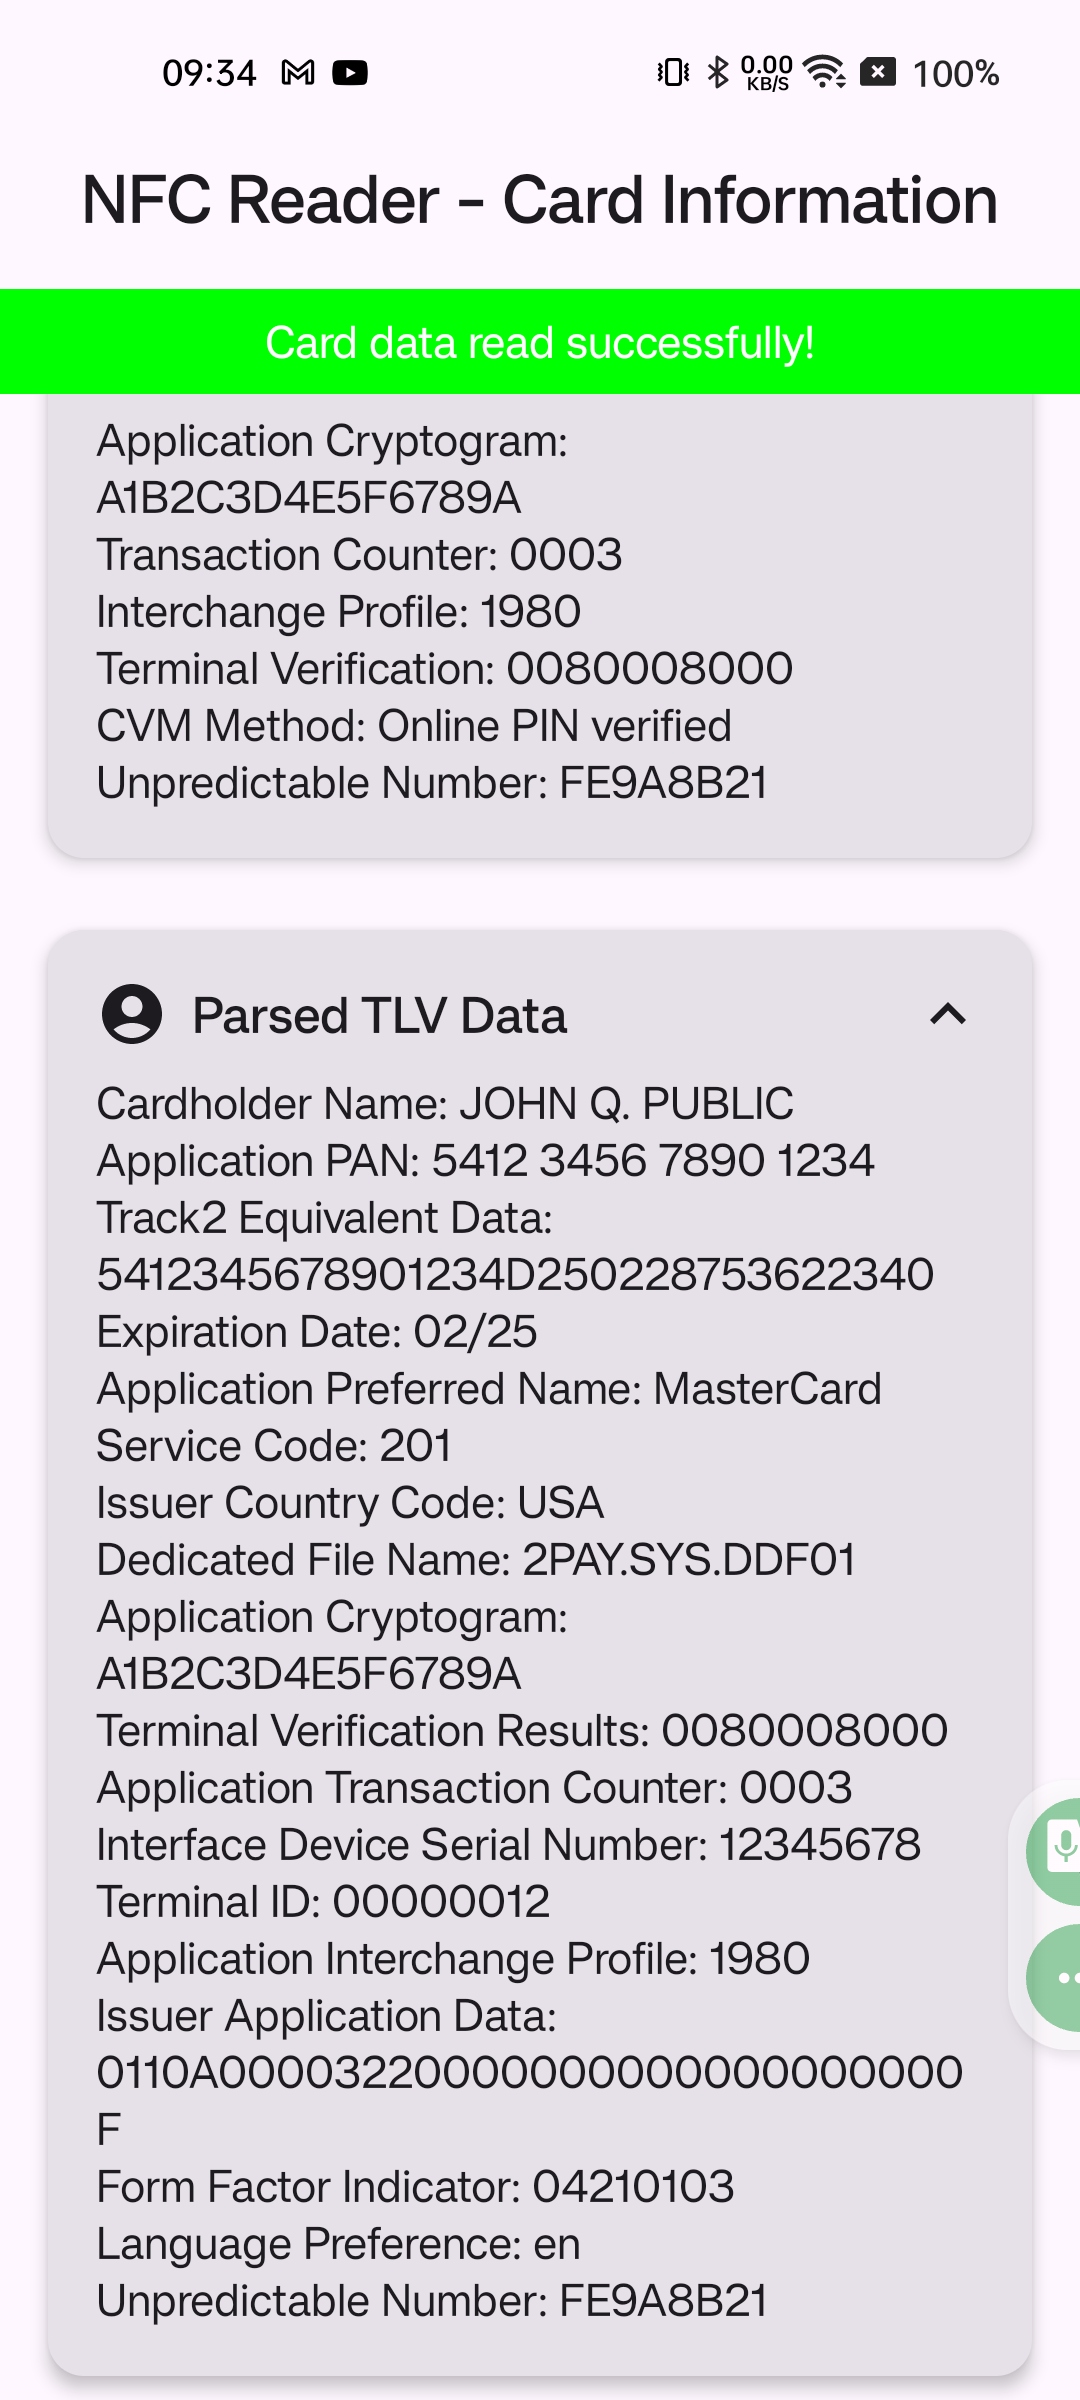 09:34
0.00
KB/S
100%
NFC Reader - Card Information
Card data read successfully!
Application Cryptogram:
A1B2C3D4E5F6789A
Transaction Counter: 0003
Interchange Profile: 1980
Terminal Verification: 0080008000
CVM Method: Online PIN verified
Unpredictable Number: FE9A8B21
Parsed TLV Data
Cardholder Name: JOHN Q. PUBLIC
Application PAN: 5412 3456 7890 1234
Track2 Equivalent Data:
5412345678901234D250228753622340
Expiration Date: 02/25
Application Preferred Name: MasterCard
Service Code: 201
Issuer Country Code: USA
Dedicated File Name: 2PAY.SYS.DDF01
Application Cryptogram:
A1B2C3D4E5F6789A
Terminal Verification Results: 0080008000
Application Transaction Counter: 0003
Interface Device Serial Number: 12345678
Terminal ID: 00000012
Application Interchange Profile: 1980
Issuer Application Data:
0110A00003220000000000000000000
F
Form Factor Indicator: 04210103
Language Preference: en
Unpredictable Number: FE9A8B21